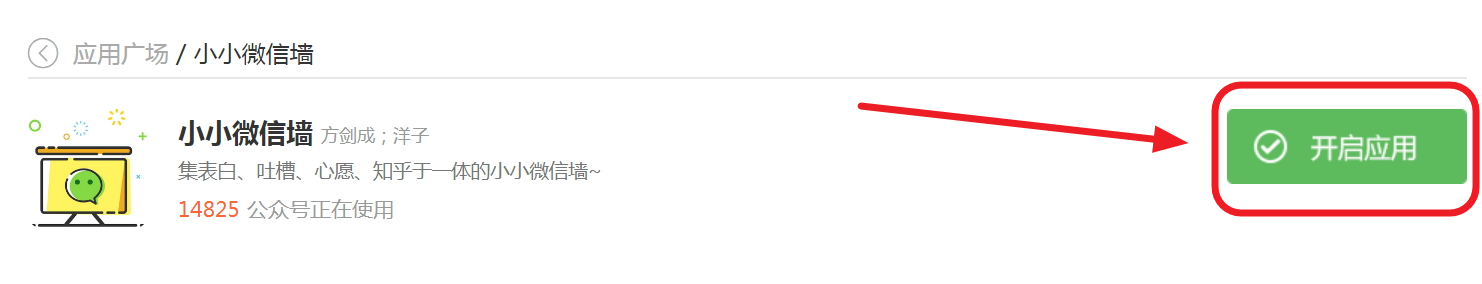 应用广场 / 小小微信墙
小小微信墙 方剑成；洋子
开启应用
集表白、吐槽、心愿、知乎于一体的小小微信墙~
14825 公众号正在使用